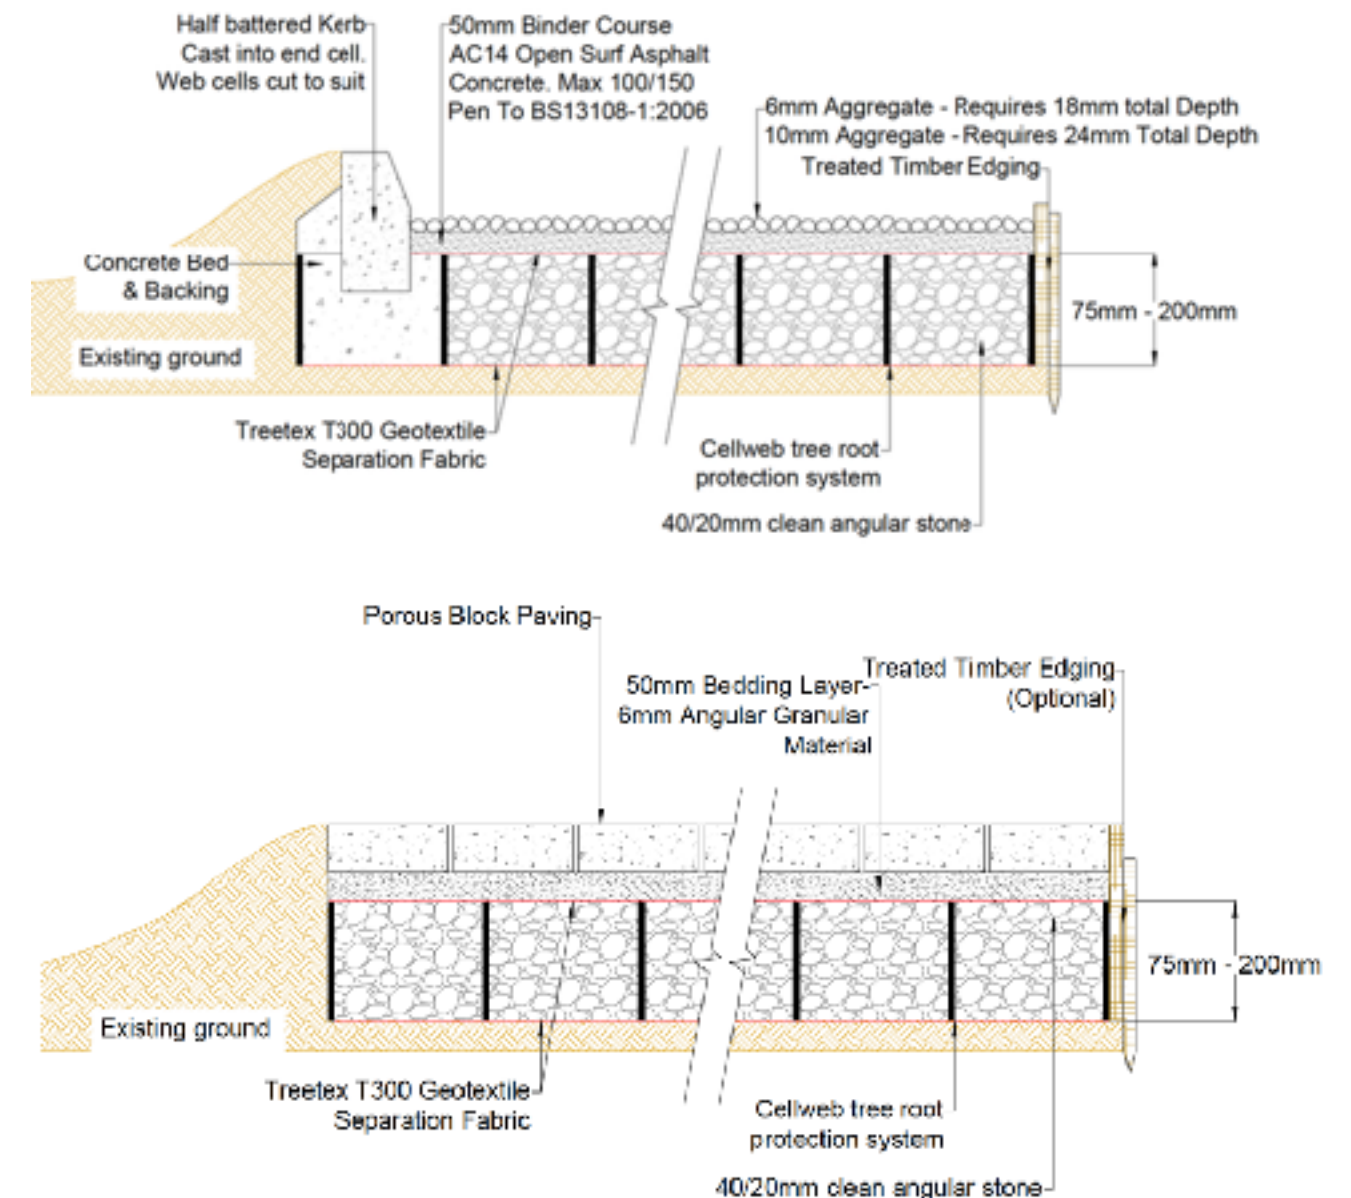 Half battered Kerb
Cast into end cell.
Web cells cut to suit
50mm Binder Course
AC14 Open Surf Asphalt
Concrete. Max 100/150
Pen To BS13108-1:2006
6mm Aggregate - Requires 18mm total Depth
10mm Aggregate - Requires 24mm Total Depth
Treated Timber Edging
Concrete Bed
& Backing
75mm - 200mm
Existing ground
Treetex T300 Geotextile
Separation Fabric
Cellweb tree root
protection system
40/20mm clean angular stone
Porous Block Paving
Treated Timber Edging
(Optional)
50mm Bedding Layer-
6mm Angular Granular
Material
75mm - 200mm
Existing ground
Treetex T300 Geotextile
Separation Fabric
Cellweb tree root
protection system
40/20mm clean angular stone